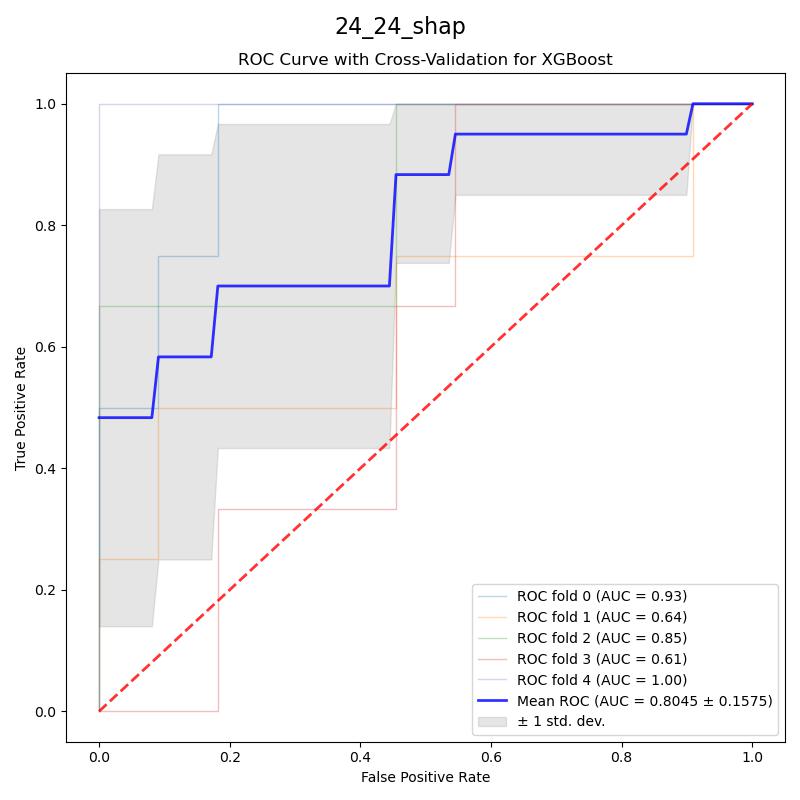 24_24_shap
ROC Curve with Cross-Validation for XGBoost
True Positive Rate
1.0
0.8
0.6
0.4
0.2
0.0
0.0 0.2 0.4 0.6 0.8 1.0
False Positive Rate
ROC fold 0 (AUC = 0.93)
ROC fold 1 (AUC = 0.64)
ROC fold 2 (AUC = 0.85)
ROC fold 3 (AUC = 0.61)
ROC fold 4 (AUC = 1.00)
Mean ROC (AUC = 0.8045 ± 0.1575)
± 1 std. dev.